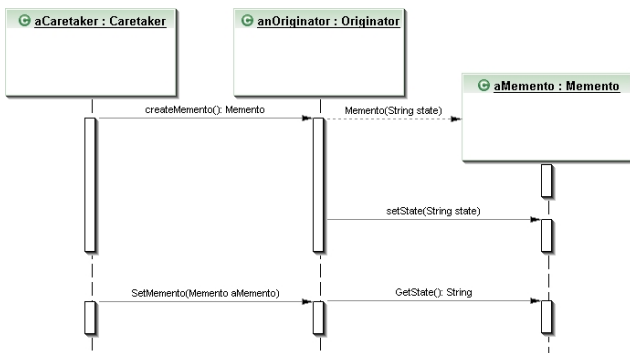 aCaretaker : Caretaker
anOriginator : Originator
aMemento : Memento
createMemento(): Memento
Memento(String state)
setState(String state)
SetMemento(Memento aMemento)
GetState(): String